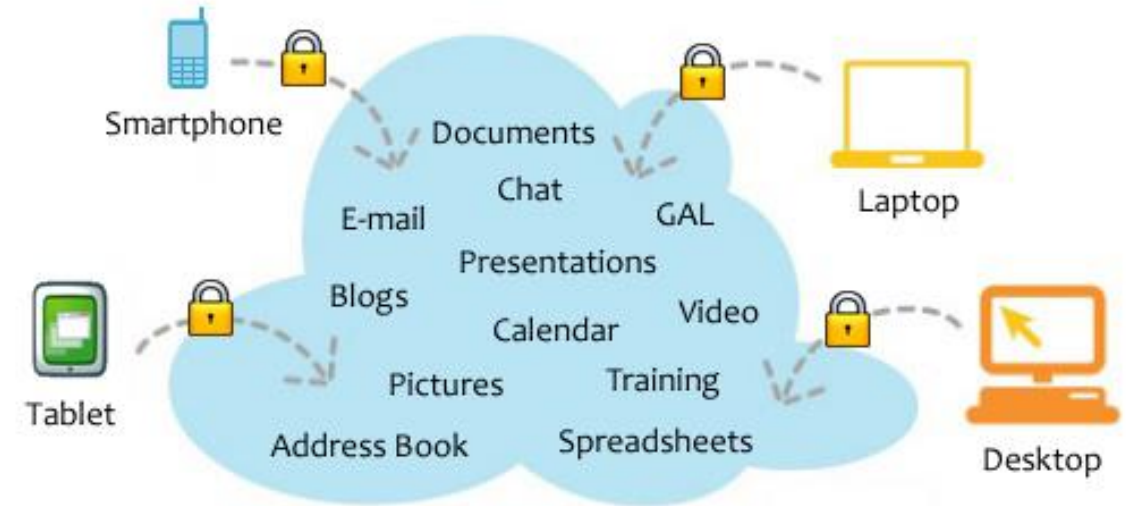 Smartphone
Documents
Chat
Laptop
E-mail
GAL
Presentations
Blogs
Video
Calendar
Tablet
Pictures
Training
Address Book
Spreadsheets
Desktop